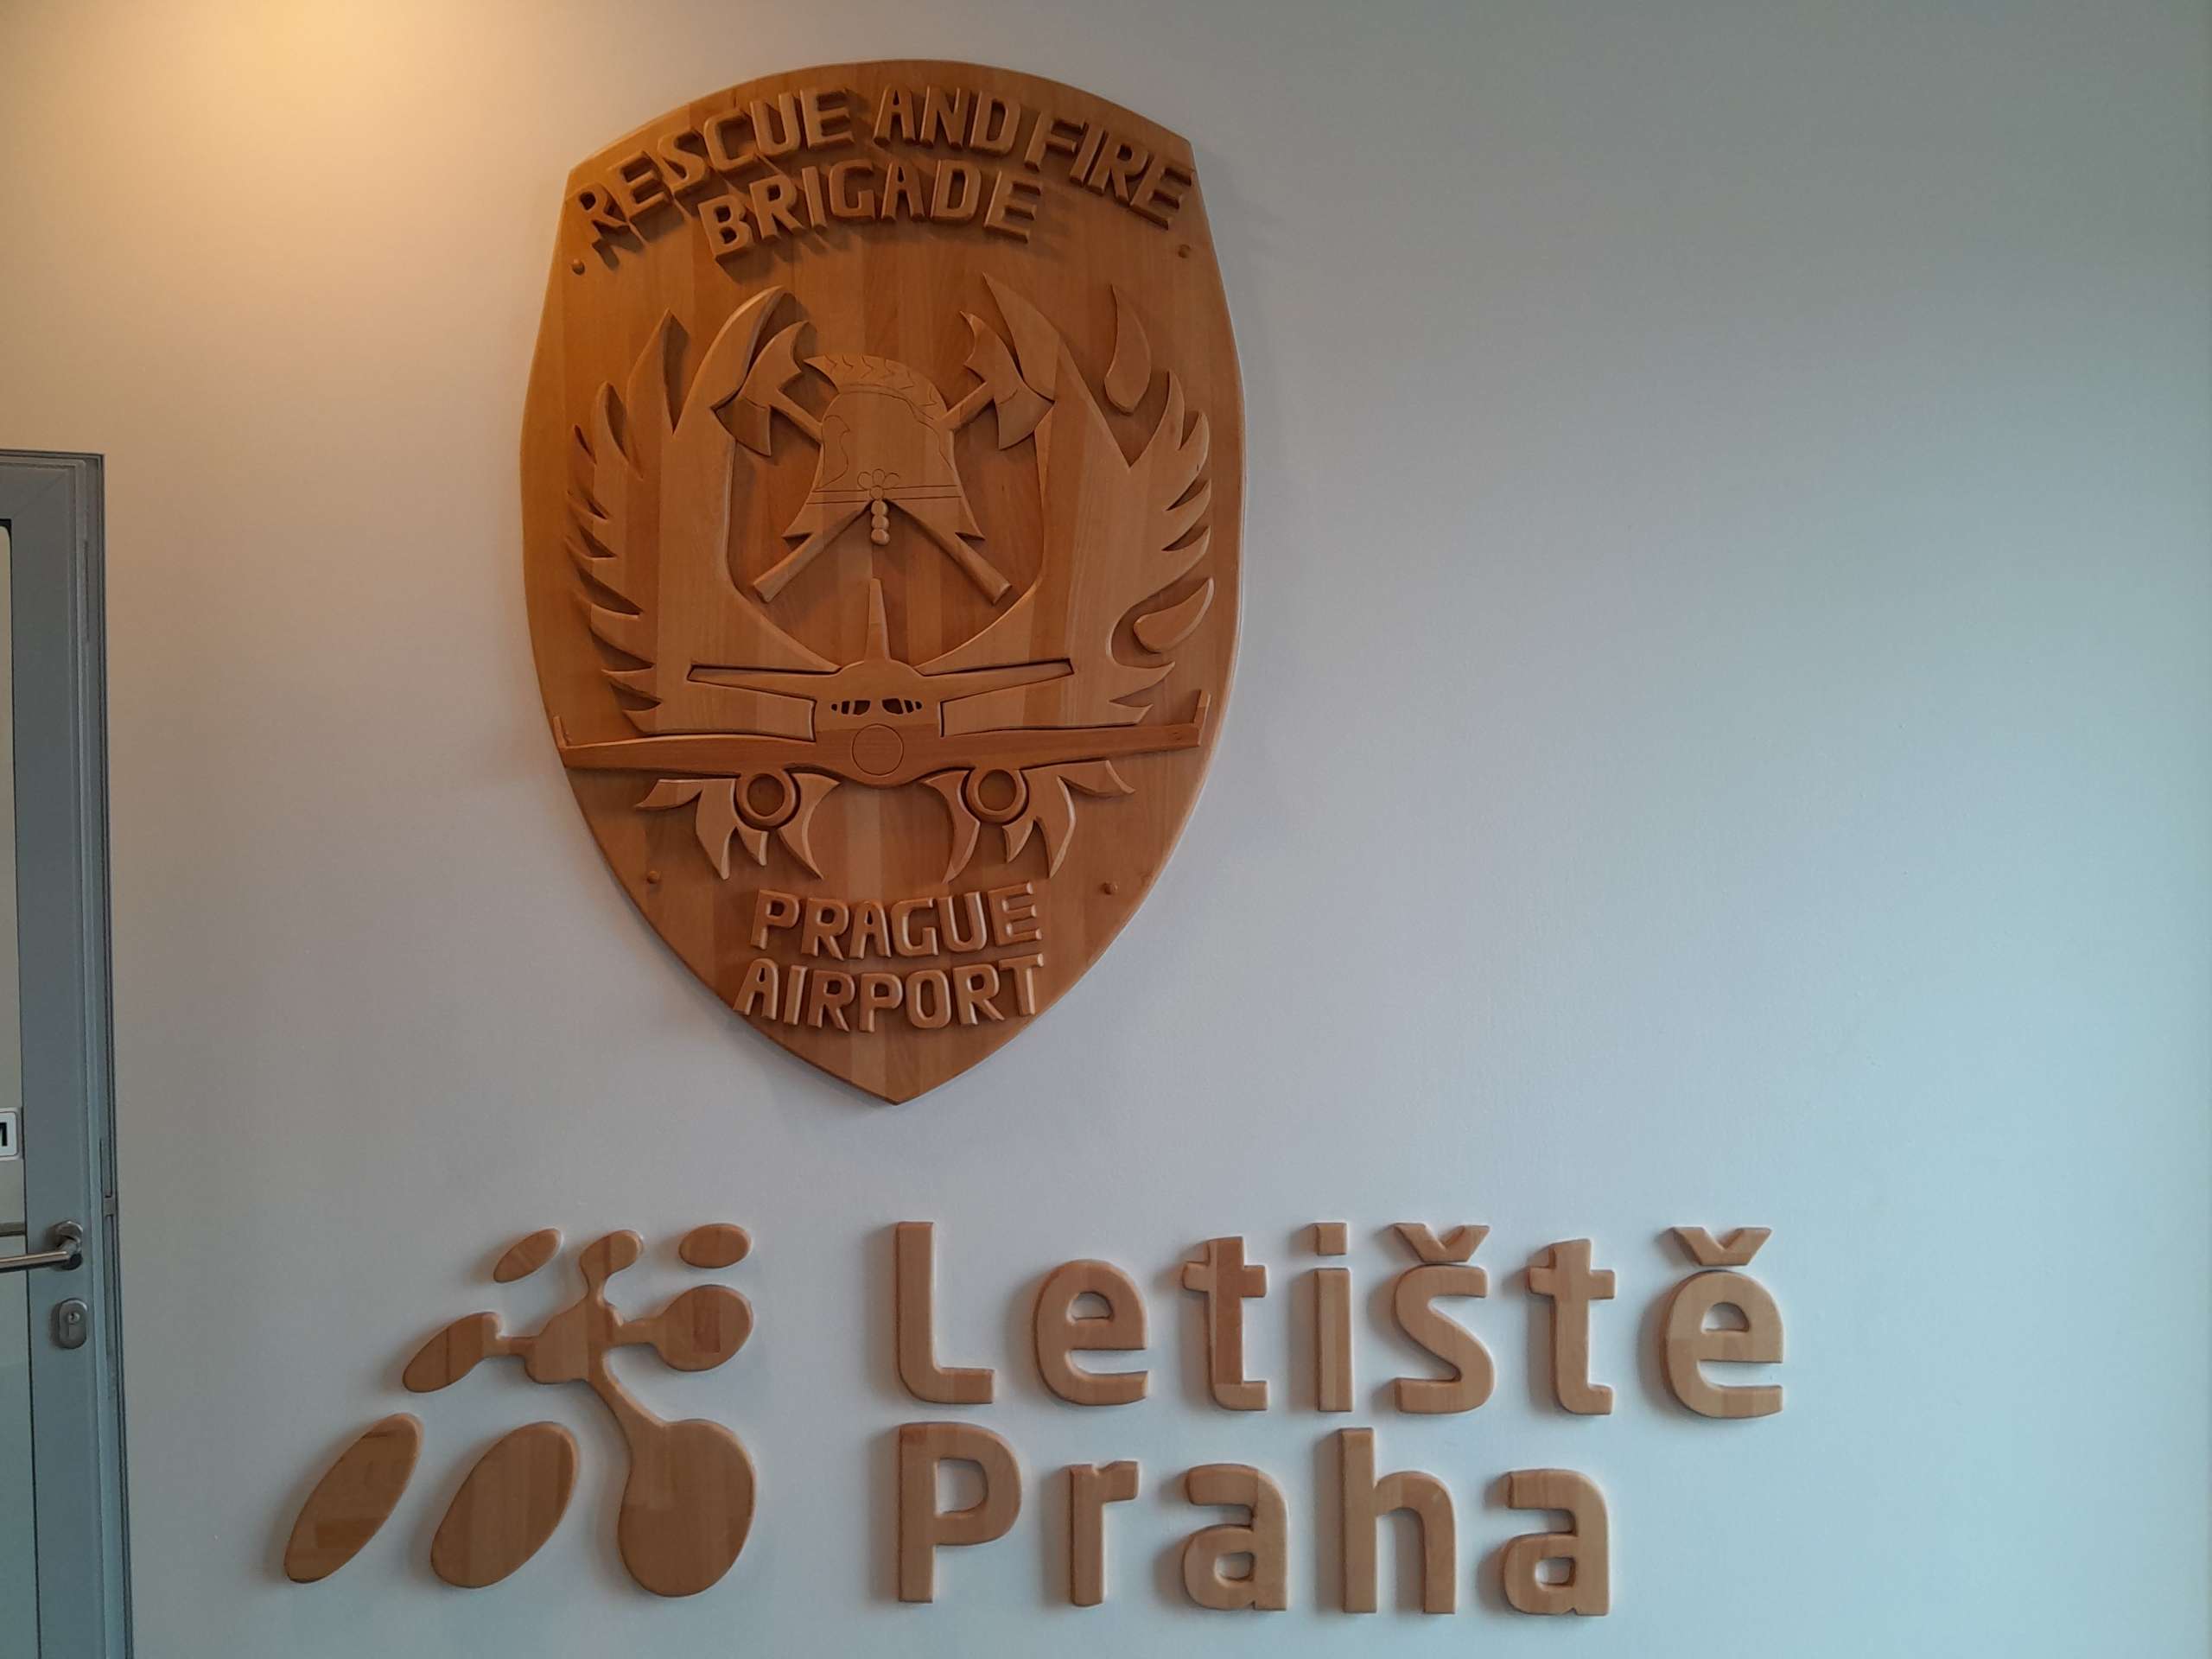 RESCUE AND FIRE
BRIGADE
PRAGUE
AIRPORT
Letiště
Praha